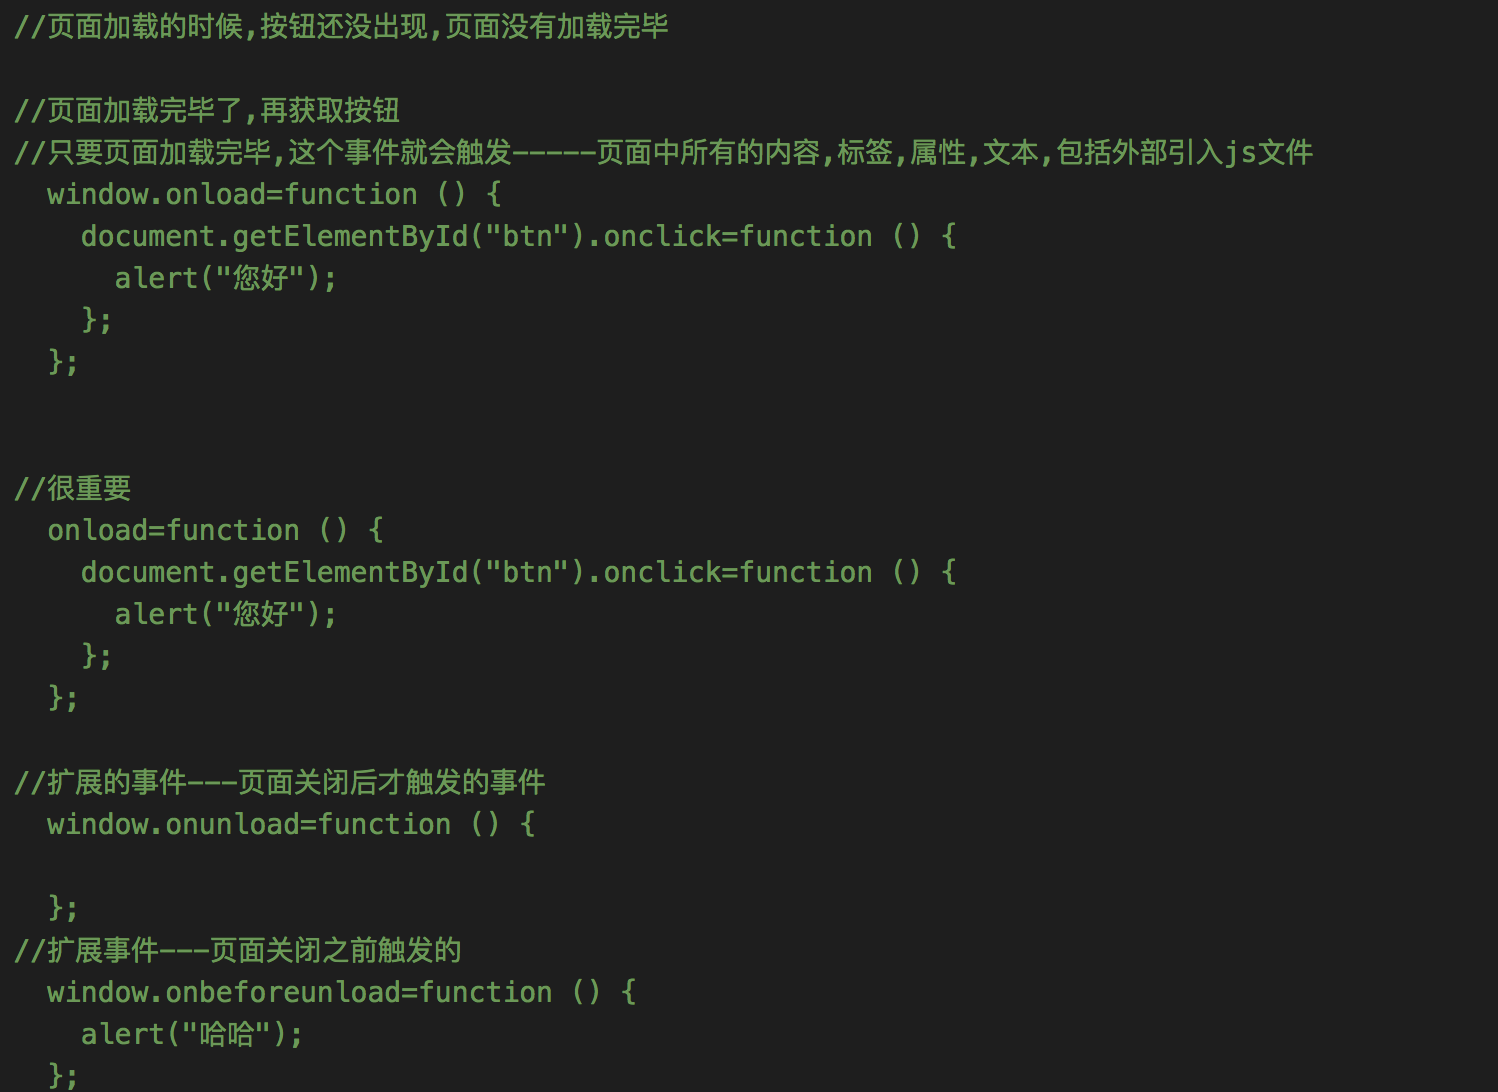 //页面加载的时候,按钮还没出现,页面没有加载完毕
//页面加载完毕了,再获取按钮
//只要页面加载完毕,这个事件就会触发-----页面中所有的内容,标签,属性,文本,包括外部引入js文件
window.onload=function () {
document.getElementById("btn").onclick=function () {
alert("您好");
};
};
//很重要
onload=function () {
document.getElementById("btn").onclick=function () {
alert("您好");
};
};
//扩展的事件---页面关闭后才触发的事件
window.onunload=function () {
};
//扩展事件---页面关闭之前触发的
window.onbeforeunload=function () {
alert("哈哈");
};